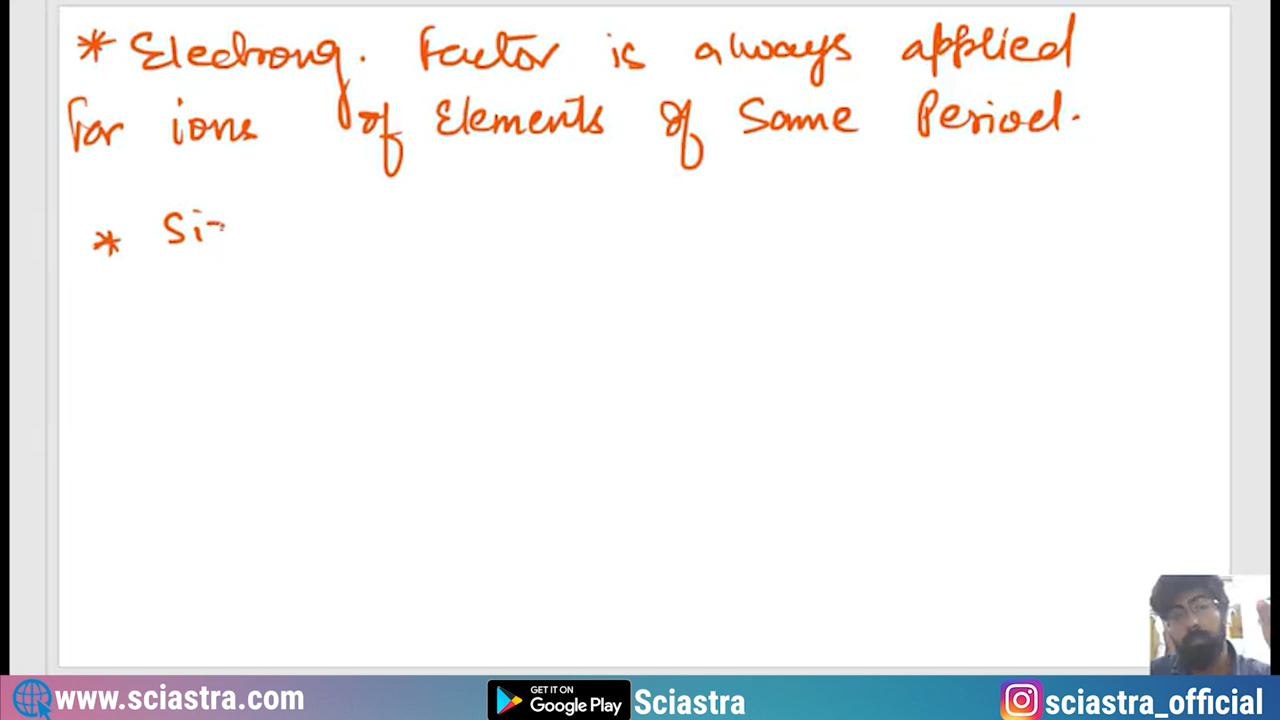 * Electrong. Factor is always applied
For ions of Elements of Same Period.
* Si
www.sciastra.com
GET IT ON
Google Play
Sciastra
sciastra_official